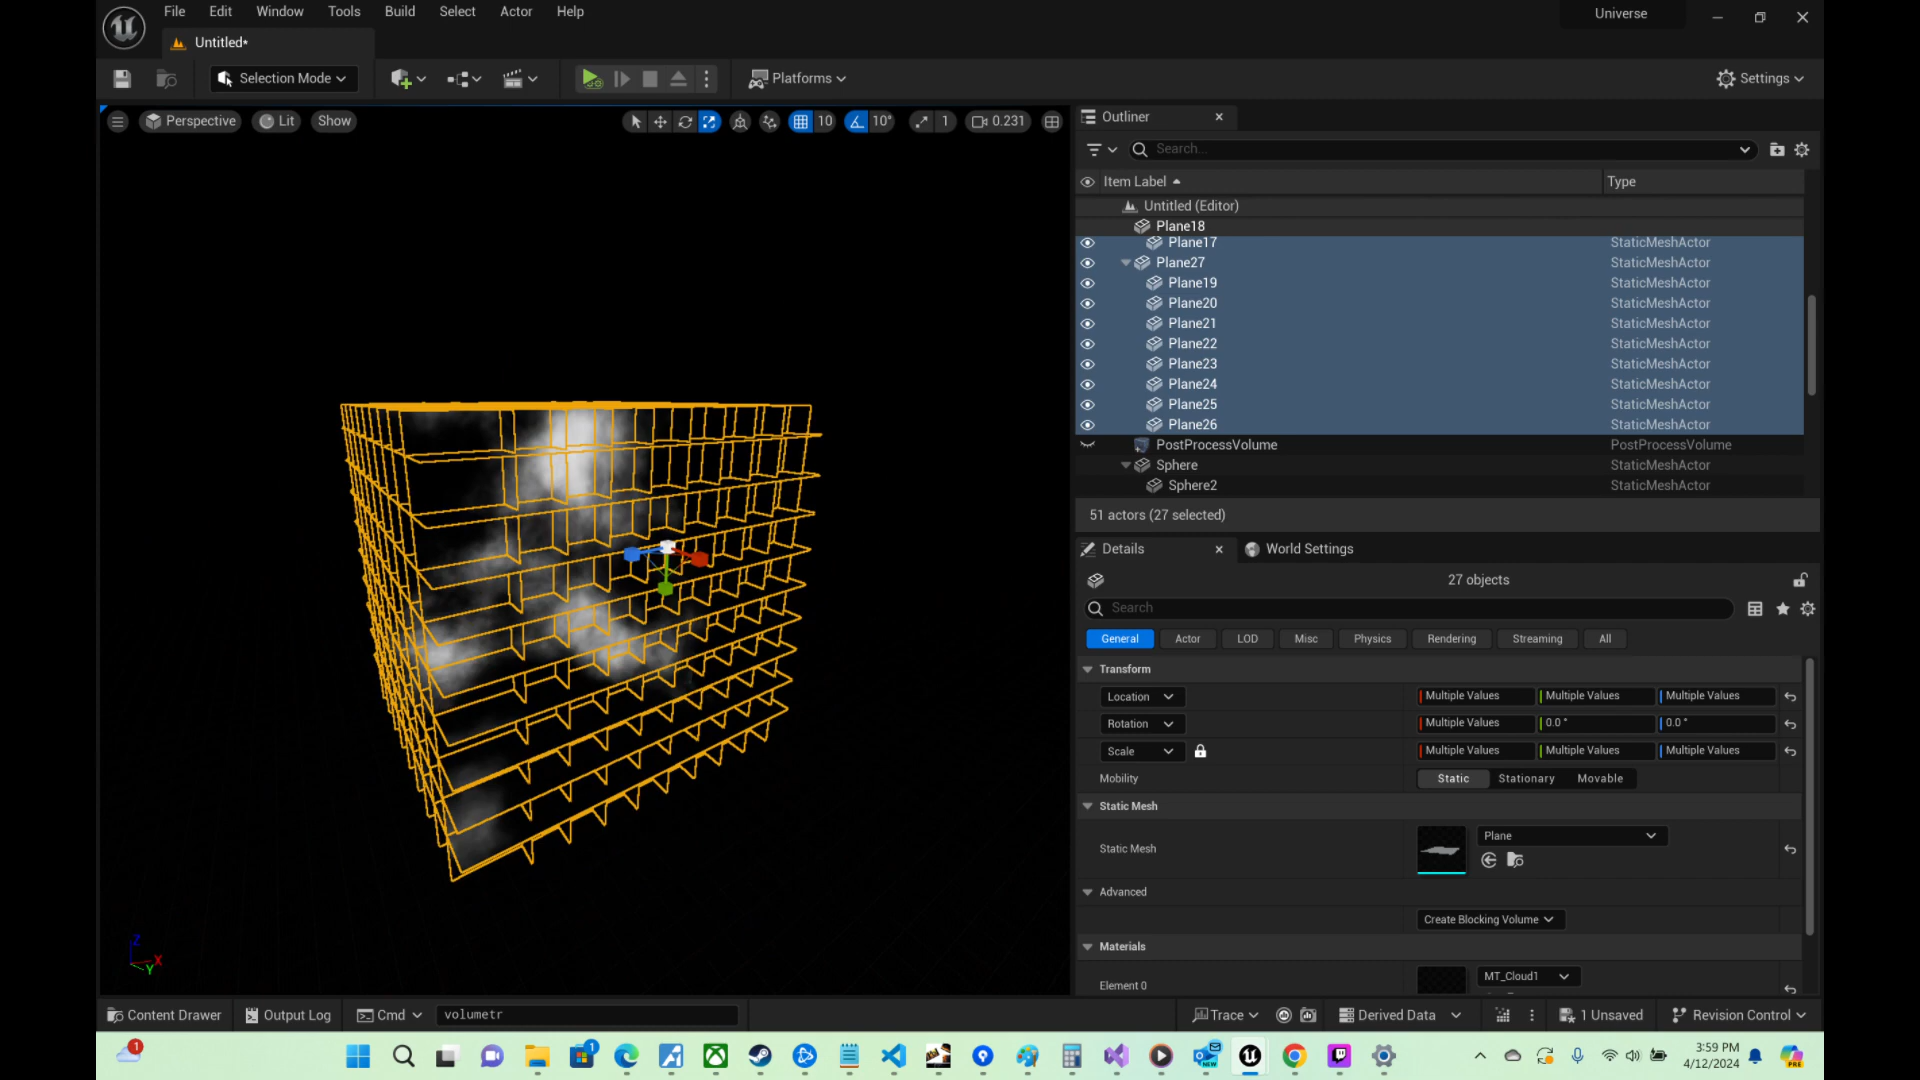 File Edit Window Tools Build Select Actor Help
Universe
Untitled*
Selection Mode
Platforms
Settings
Perspective Lit Show
10 10° 1 0.231
Outliner
Search...
Item Label Type
Untitled (Editor)
Plane18
Plane17 StaticMeshActor
Plane27 StaticMeshActor
Plane19 StaticMeshActor
Plane20 StaticMeshActor
Plane21 StaticMeshActor
Plane22 StaticMeshActor
Plane23 StaticMeshActor
Plane24 StaticMeshActor
Plane25 StaticMeshActor
Plane26 StaticMeshActor
PostProcessVolume PostProcessVolume
Sphere StaticMeshActor
Sphere2 StaticMeshActor
51 actors (27 selected)
Details World Settings
27 objects
Search
General Actor LOD Misc Physics Rendering Streaming All
Transform
Location Multiple Values Multiple Values Multiple Values
Rotation Multiple Values 0.0 ° 0.0 °
Scale Multiple Values Multiple Values Multiple Values
Mobility Static Stationary Movable
Static Mesh
Static Mesh Plane
Advanced
Create Blocking Volume
Materials
Element 0 MT_Cloud1
Z
X
Y
Content Drawer Output Log Cmd volumetr Trace Derived Data 1 Unsaved Revision Control
1 1 NEW PRE
3:59 PM
4/12/2024